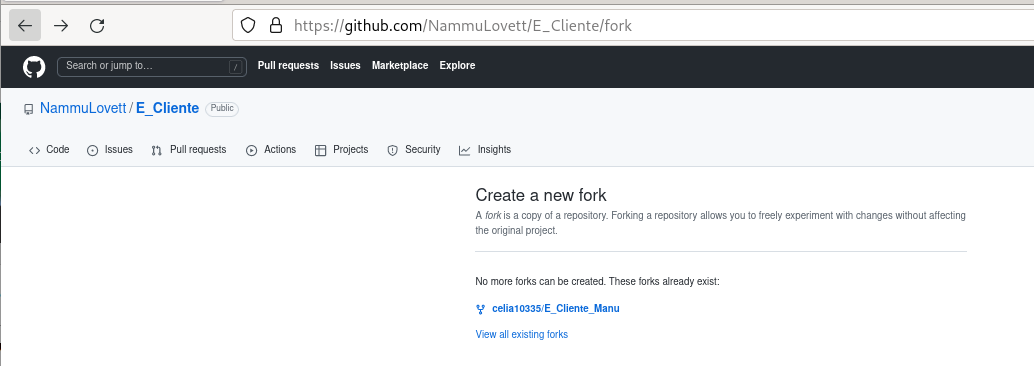 https://github.com/NammuLovett/E_Cliente/fork
Search or jump to… / Pull requests Issues Marketplace Explore
NammuLovett / E_Cliente Public
Code Issues Pull requests Actions Projects Security Insights
Create a new fork
A fork is a copy of a repository. Forking a repository allows you to freely experiment with changes without affecting
the original project.
No more forks can be created. These forks already exist:
celia10335/E_Cliente_Manu
View all existing forks